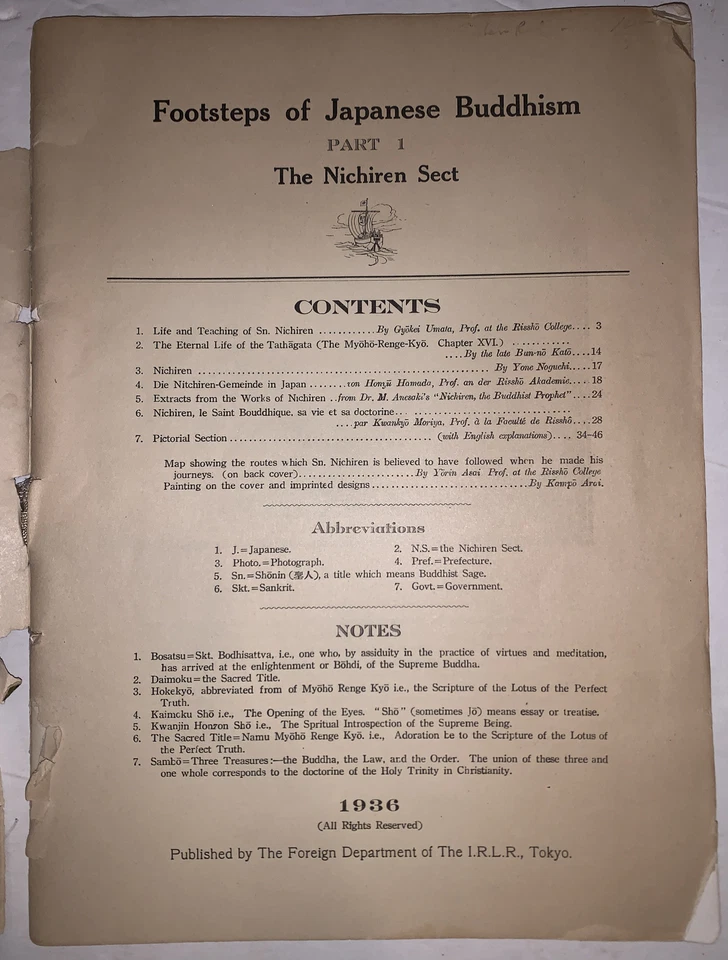 Footsteps of Japanese Buddhism
PART 1
The Nichiren Sect
CONTENTS
1. Life and Teaching of Sn. Nichiren ...........By Gyōkei Umata, Prof. at the Risshō College.... 3
2. The Eternal Life of the Tathāgata (The Myōhō-Renge-Kyō. Chapter XVI.) ...........
....By the late Bun-nō Katō....14
3. Nichiren .......................................................... By Yone Noguchi.....17
4. Die Nitchiren-Gemeinde in Japan .......von Honjū Hamada, Prof. an der Risshō Akademie....18
5. Extracts from the Works of Nichiren ..from Dr. M. Anesaki's "Nichiren, the Buddhist Prophet"....24
6. Nichiren, le Saint Bouddhique, sa vie et sa doctorine.. ..............................
....par Kwankyō Moriya, Prof. à la Faculté de Risshō....28
7. Pictorial Section ..................................... (with English explanations).... 34-46
Map showing the routes which Sn. Nichiren is believed to have followed when he made his
journeys. (on back cover)......................By Yōrin Asai Prof. at the Risshō College
Painting on the cover and imprinted designs..............................By Kampō Arai.
Abbreviations
1. J.=Japanese.
2. N.S.=the Nichiren Sect.
3. Photo.=Photograph.
4. Pref.=Prefecture.
5. Sn.=Shōnin (聖人), a title which means Buddhist Sage.
6. Skt.=Sankrit.
7. Govt.=Government.
NOTES
1. Bosatsu=Skt. Bodhisattva, i.e., one who, by assiduity in the practice of virtues and meditation,
has arrived at the enlightenment or Bōhdi, of the Supreme Buddha.
2. Daimoku=the Sacred Title.
3. Hokekyō, abbreviated from of Myōhō Renge Kyō i.e., the Scripture of the Lotus of the Perfect
Truth.
4. Kaimcku Shō i.e., The Opening of the Eyes. "Shō" (sometimes Jō) means essay or treatise.
5. Kwanjin Honzon Shō i.e., The Spritual Introspection of the Supreme Being.
6. The Sacred Title=Namu Myōhō Renge Kyō. i.e., Adoration be to the Scripture of the Lotus of
the Perfect Truth.
7. Sambō=Three Treasures:—the Buddha, the Law, and the Order. The union of these three and
one whole corresponds to the doctorine of the Holy Trinity in Christianity.
1936
(All Rights Reserved)
Published by The Foreign Department of The I.R.L.R., Tokyo.